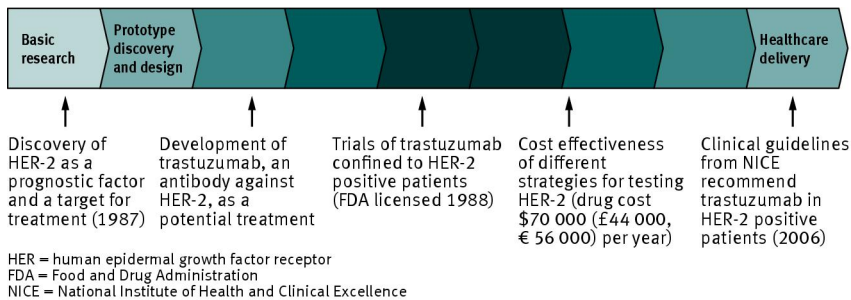 Basic
research
Prototype
discovery
and design
Healthcare
delivery
Discovery of
HER-2 as a
prognostic factor
and a target for
treatment (1987)
Development of
trastuzumab, an
antibody against
HER-2, as a
potential treatment
Trials of trastuzumab
confined to HER-2
positive patients
(FDA licensed 1988)
Cost effectiveness
of different
strategies for testing
HER-2 (drug cost
$70 000 (£44 000,
€ 56 000) per year)
Clinical guidelines
from NICE
recommend
trastuzumab in
HER-2 positive
patients (2006)
HER = human epidermal growth factor receptor
FDA = Food and Drug Administration
NICE = National Institute of Health and Clinical Excellence